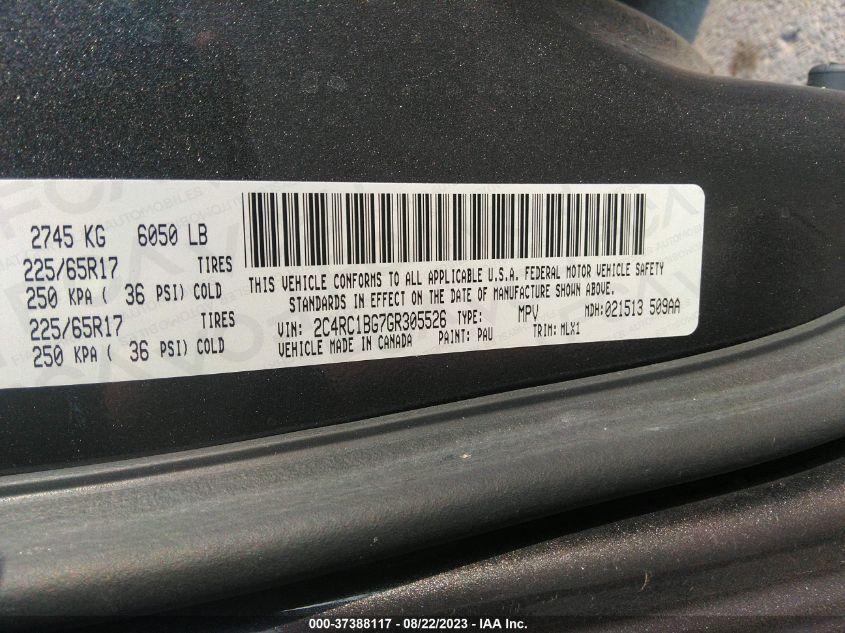 2745 KG 6050 LB
225/65R17 TIRES
250 KPA ( 36 PSI) COLD
225/65R17 TIRES
250 KPA ( 36 PSI) COLD
THIS VEHICLE CONFORMS TO ALL APPLICABLE U.S.A. FEDERAL MOTOR VEHICLE SAFETY
STANDARDS IN EFFECT ON THE DATE OF MANUFACTURE SHOWN ABOVE.
VIN: 2C4RC1BG7GR305526 TYPE: MPV MDH:021513 509AA
VEHICLE MADE IN CANADA PAINT: PAU TRIM: MLX1
000-37388117 - 08/22/2023 - IAA Inc.